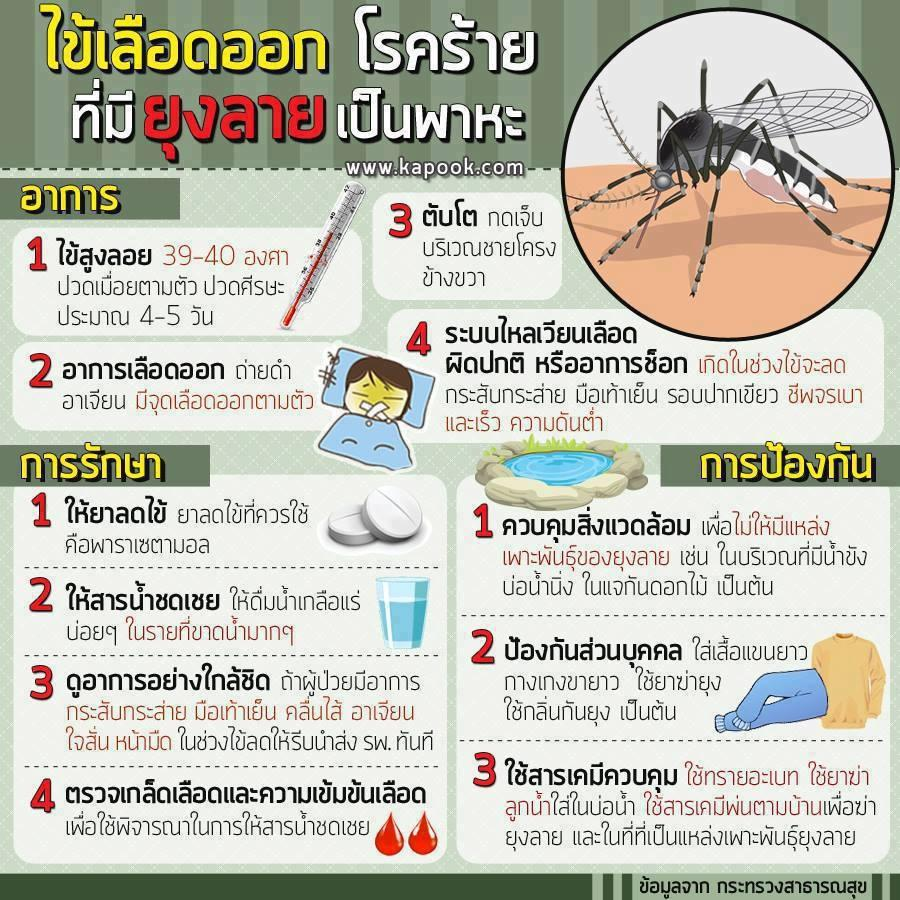 ไข้เลือดออก โรคร้าย
ที่มี ยุงลาย เป็นพาหะ
www.kapook.com
อาการ
1 ไข้สูงลอย 39-40 องศา
ปวดเมื่อยตามตัว ปวดศีรษะ
ประมาณ 4-5 วัน
2 อาการเลือดออก ถ่ายดำ
อาเจียน มีจุดเลือดออกตามตัว
3 ตับโต กดเจ็บ
บริเวณชายโครง
ข้างขวา
4 ระบบไหลเวียนเลือด
ผิดปกติ หรืออาการช็อก เกิดในช่วงไข้จะลด
กระสับกระส่าย มือเท้าเย็น รอบปากเขียว ชีพจรเบา
และเร็ว ความดันต่ำ
การรักษา
1 ให้ยาลดไข้ ยาลดไข้ที่ควรใช้
คือพาราเซตามอล
2 ให้สารน้ำชดเชย ให้ดื่มน้ำเกลือแร่
บ่อยๆ ในรายที่ขาดน้ำมากๆ
3 ดูอาการอย่างใกล้ชิด ถ้าผู้ป่วยมีอาการ
กระสับกระส่าย มือเท้าเย็น คลื่นไส้ อาเจียน
ใจสั่น หน้ามืด ในช่วงไข้ลดให้รีบนำส่ง รพ. ทันที
4 ตรวจเกล็ดเลือดและความเข้มข้นเลือด
เพื่อใช้พิจารณาในการให้สารน้ำชดเชย
การป้องกัน
1 ควบคุมสิ่งแวดล้อม เพื่อไม่ให้มีแหล่ง
เพาะพันธุ์ของยุงลาย เช่น ในบริเวณที่มีน้ำขัง
บ่อน้ำนิ่ง ในแจกันดอกไม้ เป็นต้น
2 ป้องกันส่วนบุคคล ใส่เสื้อแขนยาว
กางเกงขายาว ใช้ยาฆ่ายุง
ใช้กลิ่นกันยุง เป็นต้น
3 ใช้สารเคมีควบคุม ใช้ทรายอะเบท ใช้ยาฆ่า
ลูกน้ำใส่ในบ่อน้ำ ใช้สารเคมีพ่นตามบ้านเพื่อฆ่า
ยุงลาย และในที่ที่เป็นแหล่งเพาะพันธุ์ยุงลาย
ข้อมูลจาก กระทรวงสาธารณสุข